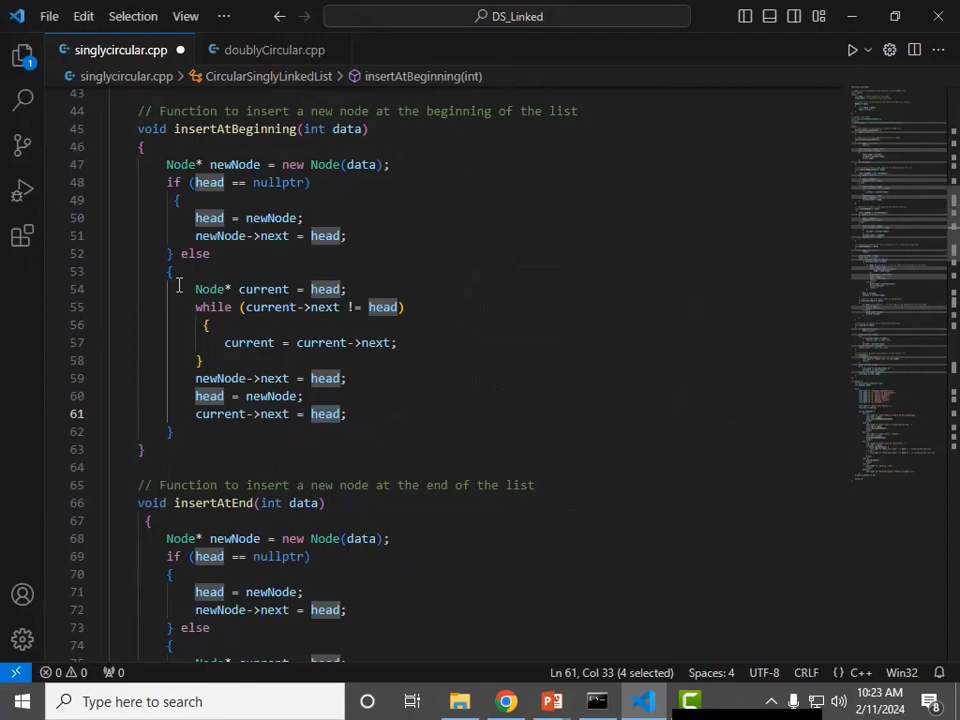 File Edit Selection View ··· DS_Linked
singlycircular.cpp doublyCircular.cpp
singlycircular.cpp > CircularSinglyLinkedList > insertAtBeginning(int)
43
44 // Function to insert a new node at the beginning of the list
45 void insertAtBeginning(int data)
46 {
47 Node* newNode = new Node(data);
48 if (head == nullptr)
49 {
50 head = newNode;
51 newNode->next = head;
52 } else
53 {
54 Node* current = head;
55 while (current->next != head)
56 {
57 current = current->next;
58 }
59 newNode->next = head;
60 head = newNode;
61 current->next = head;
62 }
63 }
64
65 // Function to insert a new node at the end of the list
66 void insertAtEnd(int data)
67 {
68 Node* newNode = new Node(data);
69 if (head == nullptr)
70 {
71 head = newNode;
72 newNode->next = head;
73 } else
74 {
1
0 0 0 Ln 61, Col 33 (4 selected) Spaces: 4 UTF-8 CRLF {} C++ Win32
Type here to search 10:23 AM
2/11/2024 8